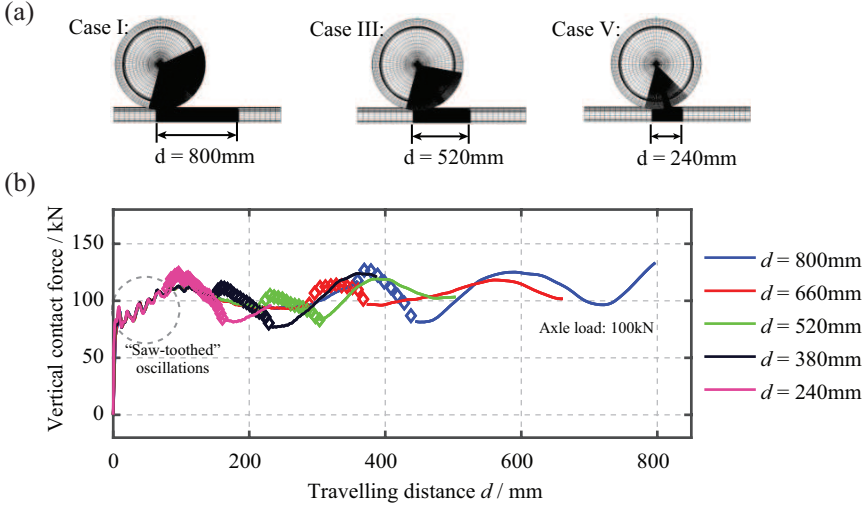 (a)
Case I:
Case III:
Case V:
d = 800mm
d = 520mm
d = 240mm
(b)
Vertical contact force / kN
150
100
50
0
“Saw-toothed”
oscillations
Axle load: 100kN
0
200
400
600
800
Travelling distance d / mm
d = 800mm
d = 660mm
d = 520mm
d = 380mm
d = 240mm